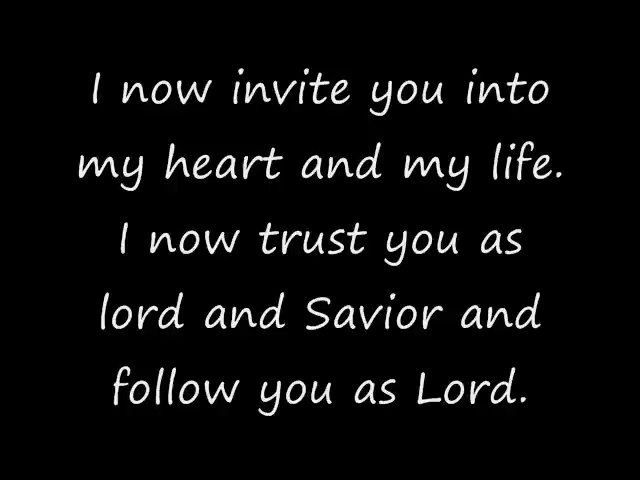 I now invite you into
my heart and my life.
I now trust you as
lord and Savior and
follow you as Lord.